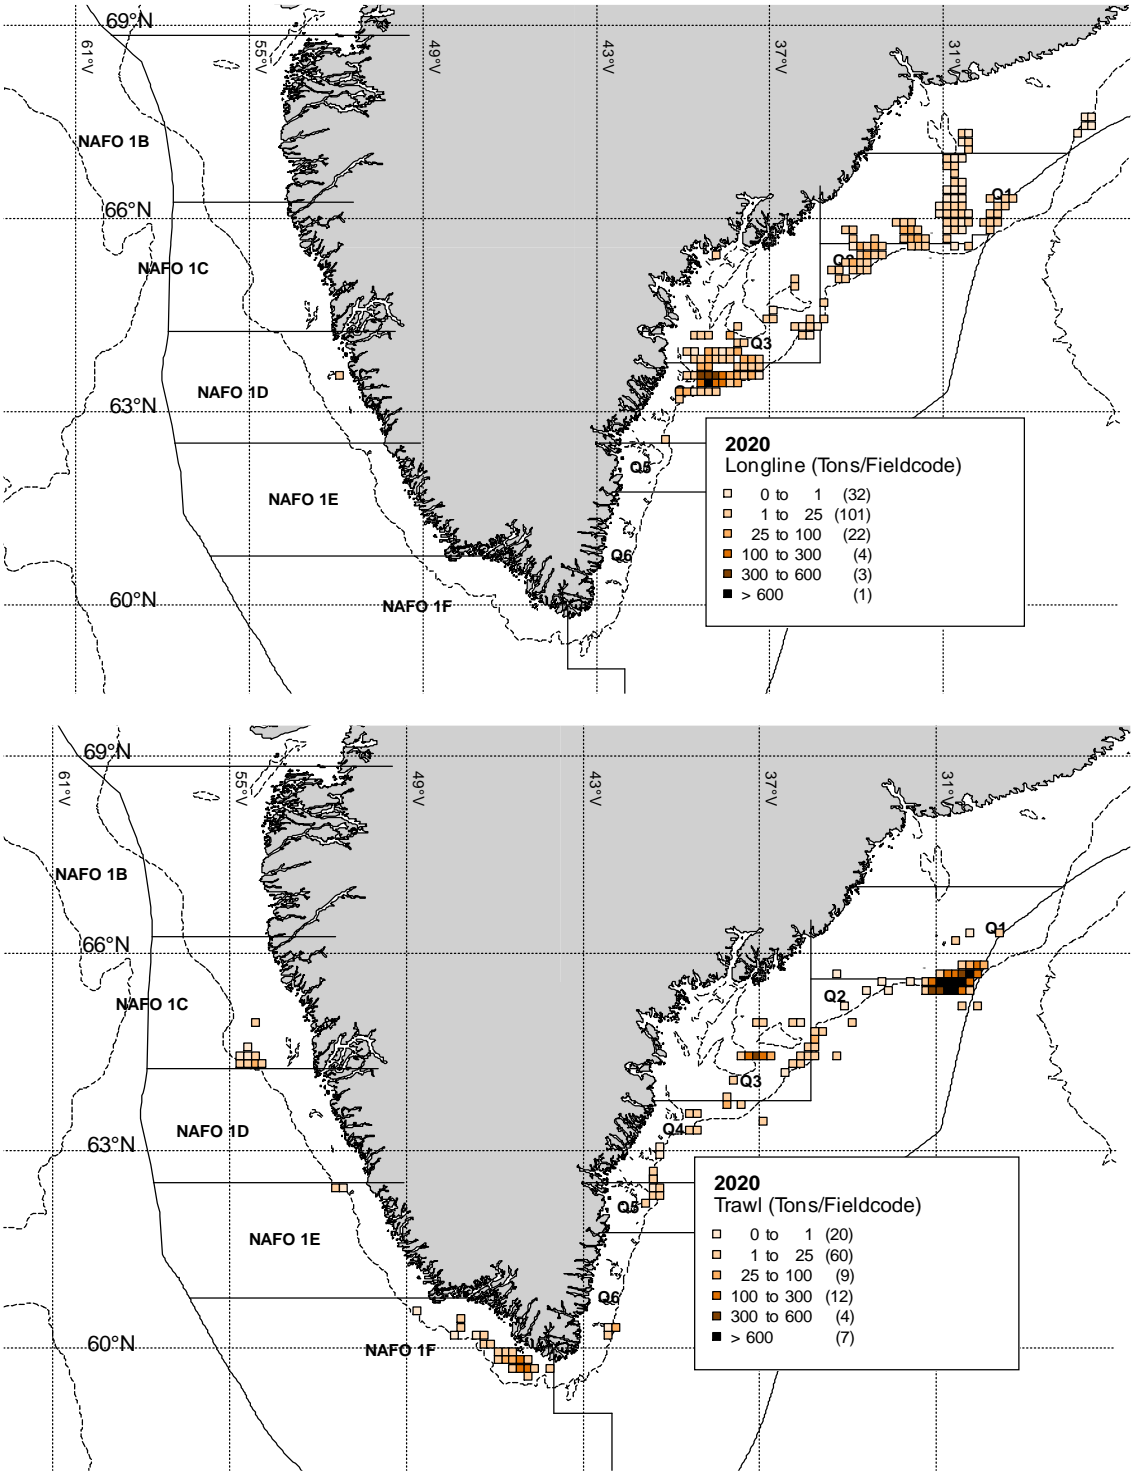 69°N
61°V
55°V
49°V
43°V
37°V
31°V
NAFO 1B
66°N
Q1
NAFO 1C
Q2
Q3
NAFO 1D
63°N
2020
Longline (Tons/Fieldcode)
Q5
0 to 1 (32)
1 to 25 (101)
25 to 100 (22)
100 to 300 (4)
300 to 600 (3)
> 600 (1)
NAFO 1E
Q6
60°N
NAFO 1F
69°N
61°V
55°V
49°V
43°V
37°V
31°V
NAFO 1B
Q1
66°N
NAFO 1C
Q2
Q3
NAFO 1D
Q4
63°N
2020
Trawl (Tons/Fieldcode)
Q5
0 to 1 (20)
1 to 25 (60)
25 to 100 (9)
100 to 300 (12)
300 to 600 (4)
> 600 (7)
NAFO 1E
Q6
60°N
NAFO 1F